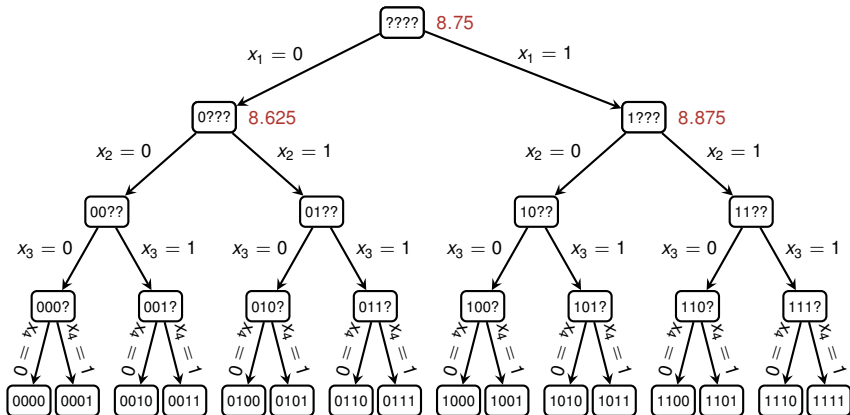 ???? 8.75
x₁ = 0 x₁ = 1
0??? 8.625 1??? 8.875
x₂ = 0 x₂ = 1 x₂ = 0 x₂ = 1
00?? 01?? 10?? 11??
x₃ = 0 x₃ = 1 x₃ = 0 x₃ = 1 x₃ = 0 x₃ = 1 x₃ = 0 x₃ = 1
000? 001? 010? 011? 100? 101? 110? 111?
x₄ = 0 x₄ = 1 x₄ = 0 x₄ = 1 x₄ = 0 x₄ = 1 x₄ = 0 x₄ = 1 x₄ = 0 x₄ = 1 x₄ = 0 x₄ = 1 x₄ = 0 x₄ = 1 x₄ = 0 x₄ = 1
0000 0001 0010 0011 0100 0101 0110 0111 1000 1001 1010 1011 1100 1101 1110 1111